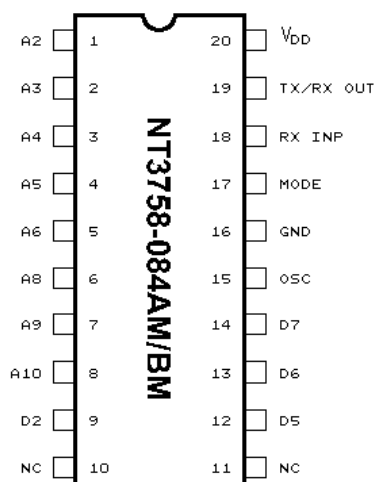 A2 1 20 VDD
A3 2 19 TX/RX OUT
A4 3 18 RX INP
A5 4 17 MODE
A6 5 16 GND
A8 6 15 OSC
A9 7 14 D7
A10 8 13 D6
D2 9 12 D5
NC 10 11 NC
NT3758-084AM/BM